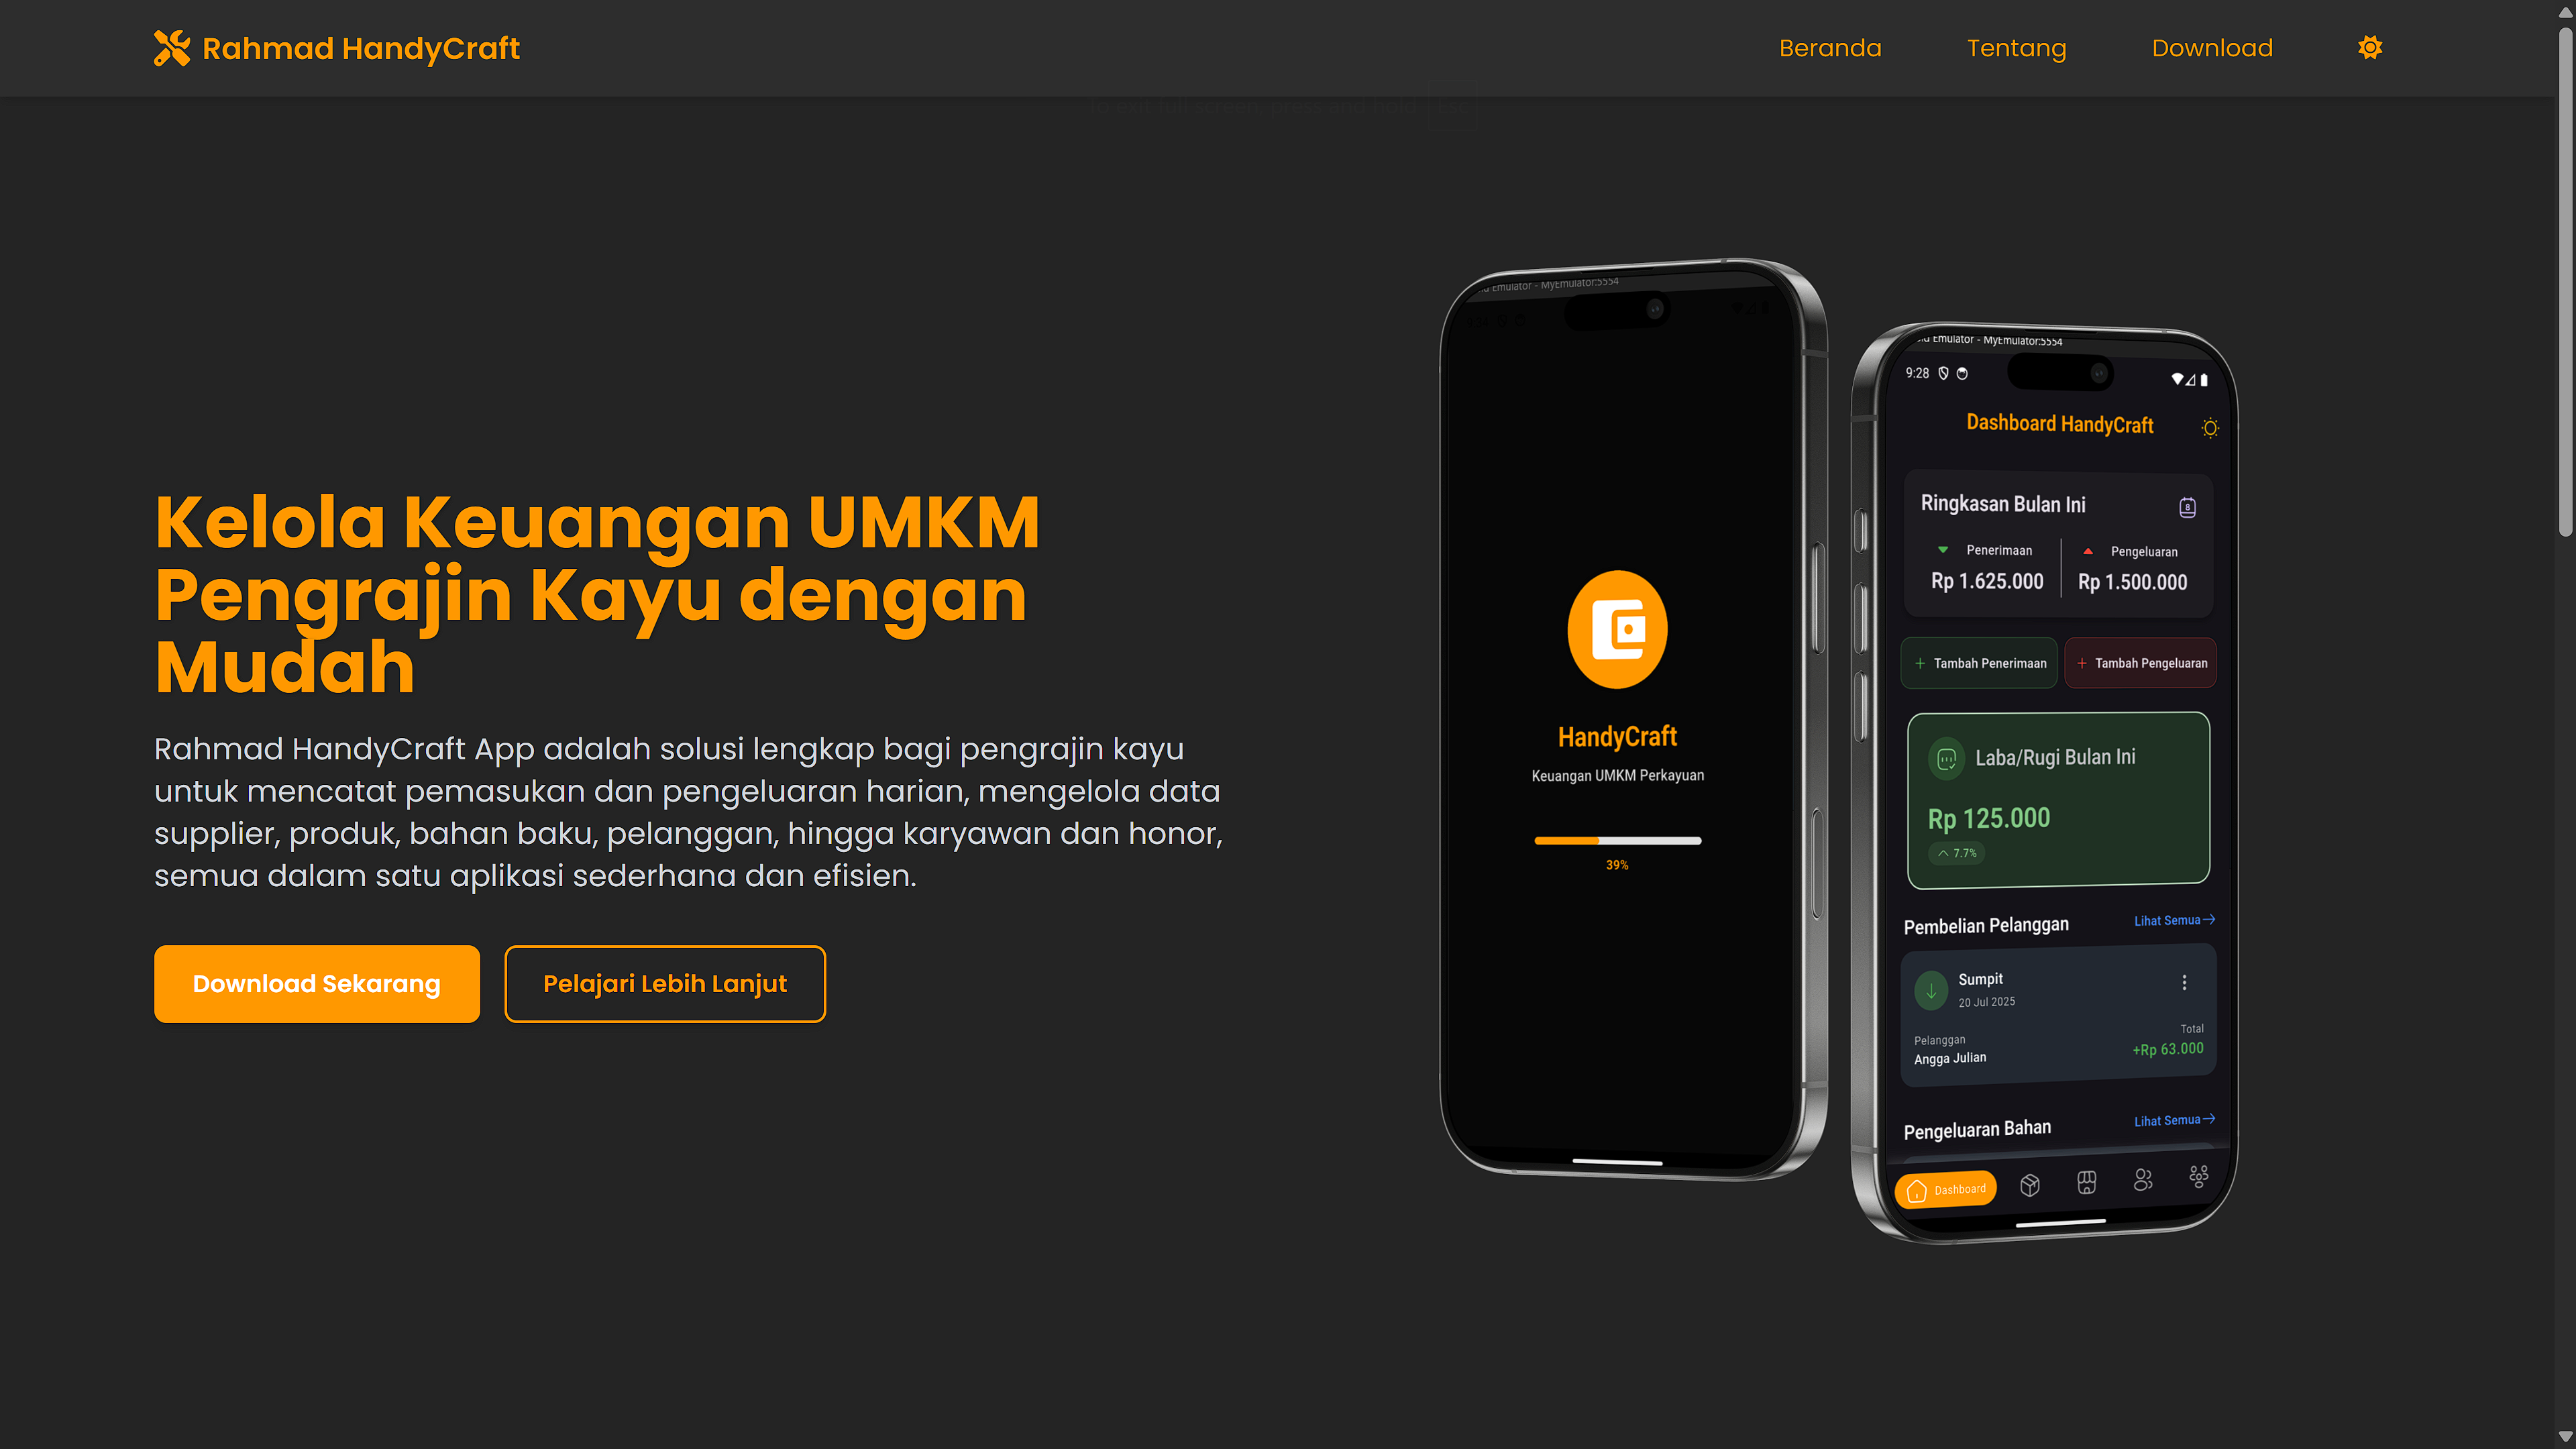 Rahmad HandyCraft
Beranda
Tentang
Download
To exit full screen, press and hold Esc
Kelola Keuangan UMKM
Pengrajin Kayu dengan
Mudah
Rahmad HandyCraft App adalah solusi lengkap bagi pengrajin kayu
untuk mencatat pemasukan dan pengeluaran harian, mengelola data
supplier, produk, bahan baku, pelanggan, hingga karyawan dan honor,
semua dalam satu aplikasi sederhana dan efisien.
Download Sekarang
Pelajari Lebih Lanjut
Emulator - MyEmulator:5554
HandyCraft
Keuangan UMKM Perkayuan
39%
Emulator - MyEmulator:5554
9:28
Dashboard HandyCraft
Ringkasan Bulan Ini
8
Penerimaan
Pengeluaran
Rp 1.625.000
Rp 1.500.000
+ Tambah Penerimaan
+ Tambah Pengeluaran
Laba/Rugi Bulan Ini
Rp 125.000
7.7%
Pembelian Pelanggan
Lihat Semua
Sumpit
20 Jul 2025
Total
Pelanggan
+Rp 63.000
Angga Julian
Pengeluaran Bahan
Lihat Semua
Dashboard